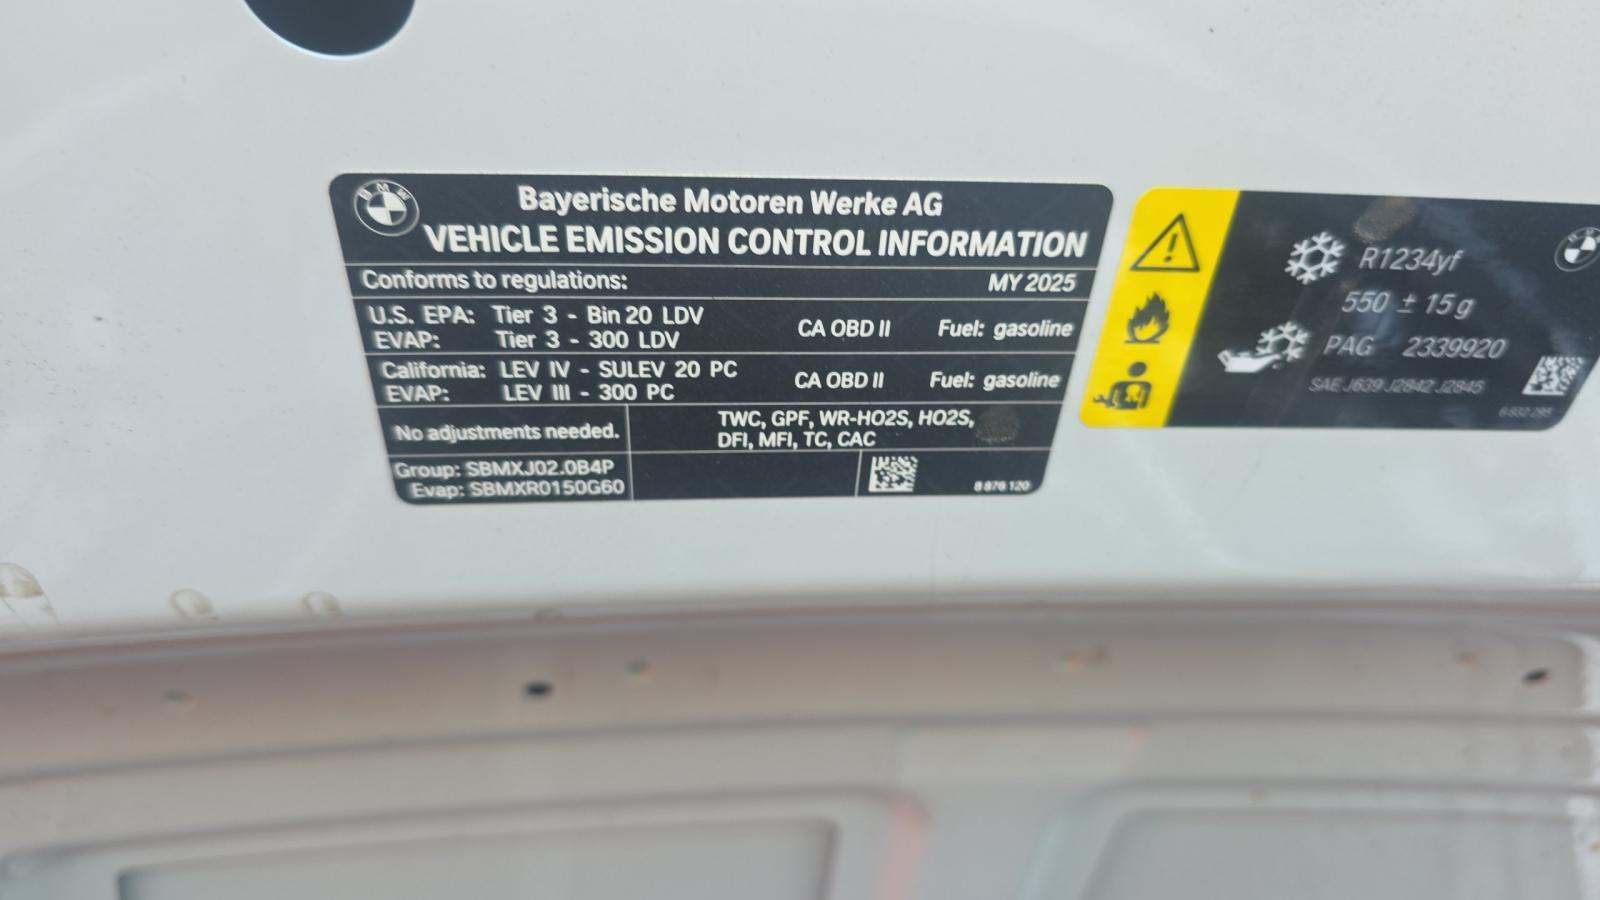 BMW
Bayerische Motoren Werke AG
VEHICLE EMISSION CONTROL INFORMATION
Conforms to regulations: MY 2025
U.S. EPA: Tier 3 - Bin 20 LDV
EVAP: Tier 3 - 300 LDV
CA OBD II Fuel: gasoline
California: LEV IV - SULEV 20 PC
EVAP: LEV III - 300 PC
CA OBD II Fuel: gasoline
No adjustments needed.
TWC, GPF, WR-HO2S, HO2S,
DFI, MFI, TC, CAC
Group: SBMXJ02.0B4P
Evap: SBMXR0150G60
8 876 120
R1234yf
550 ± 15 g
PAG 2339920
SAE J639 J2842 J2845